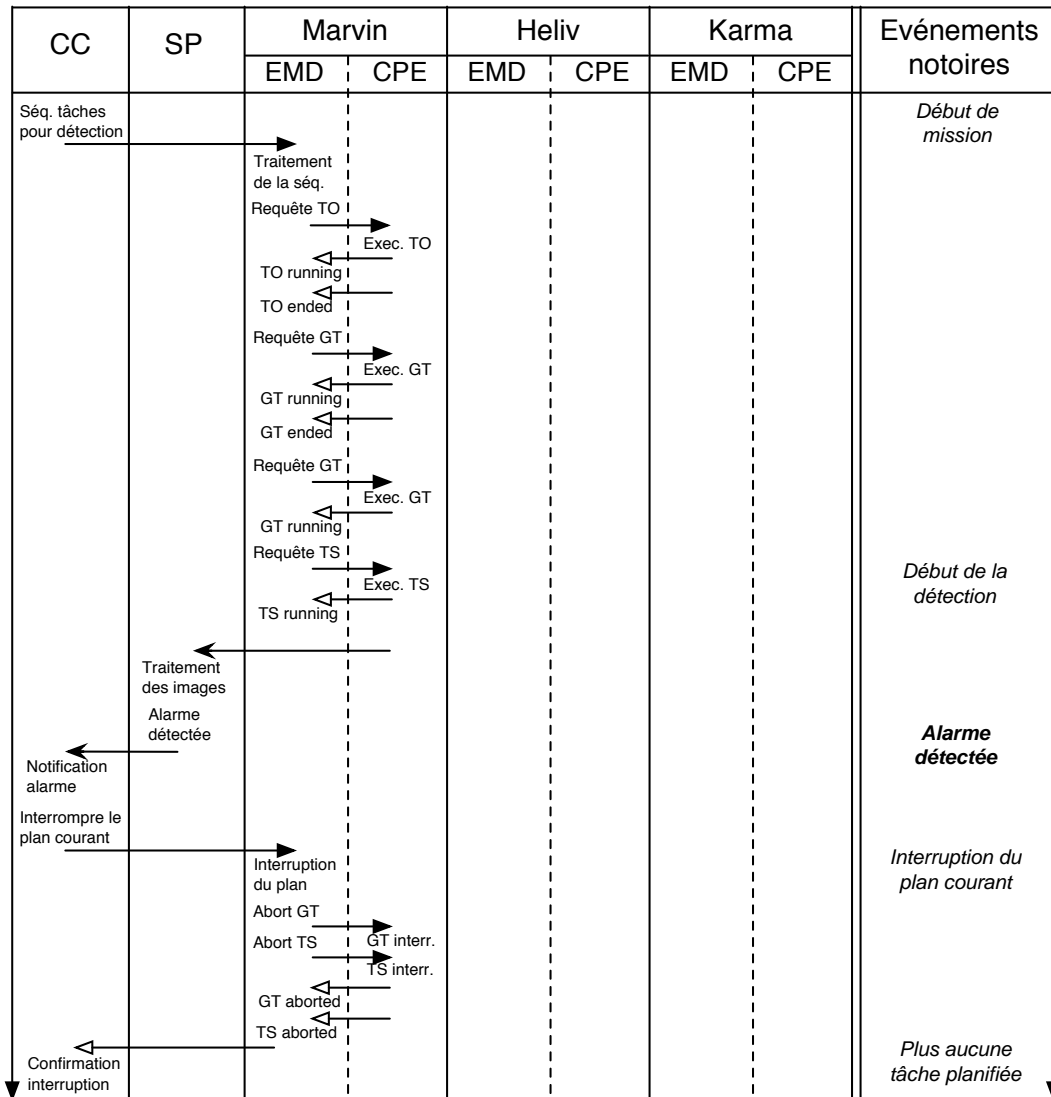 CC
SP
Marvin
Heliv
Karma
Evénements
notoires
EMD
CPE
EMD
CPE
EMD
CPE
Séq. tâches
pour détection
Début de
mission
Traitement
de la séq.
Requête TO
Exec. TO
TO running
TO ended
Requête GT
Exec. GT
GT running
GT ended
Requête GT
Exec. GT
GT running
Requête TS
Exec. TS
TS running
Début de la
détection
Traitement
des images
Alarme
détectée
Alarme
détectée
Notification
alarme
Interrompre le
plan courant
Interruption
du plan
Interruption du
plan courant
Abort GT
GT interr.
Abort TS
TS interr.
GT aborted
TS aborted
Confirmation
interruption
Plus aucune
tâche planifiée